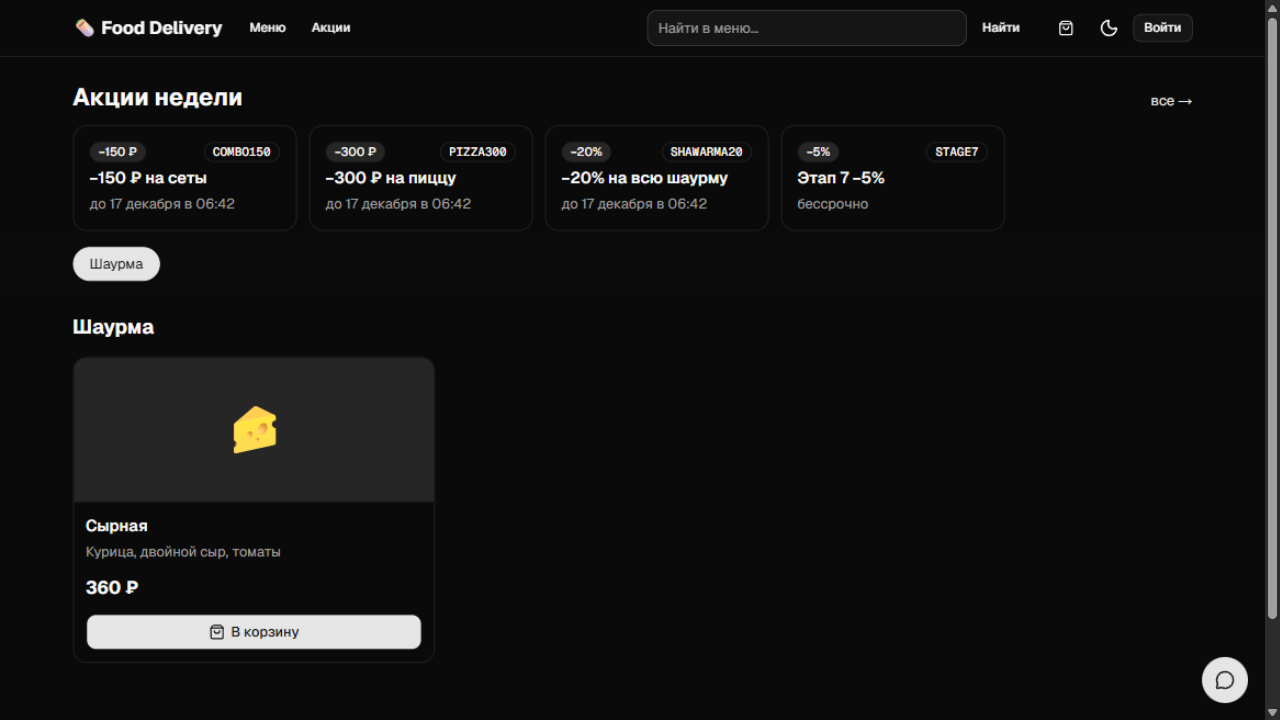 Food Delivery
Меню
Акции
Найти в меню...
Найти
Войти
Акции недели
все →
−150 ₽
COMBO150
−150 ₽ на сеты
до 17 декабря в 06:42
−300 ₽
PIZZA300
−300 ₽ на пиццу
до 17 декабря в 06:42
−20%
SHAWARMA20
−20% на всю шаурму
до 17 декабря в 06:42
−5%
STAGE7
Этап 7 −5%
бессрочно
Шаурма
Шаурма
Сырная
Курица, двойной сыр, томаты
360 ₽
В корзину